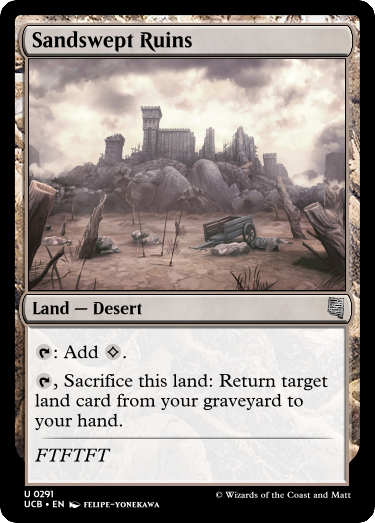 Sandswept Ruins
Land — Desert
: Add .
, Sacrifice this land: Return target
land card from your graveyard to
your hand.
FTFTFT
U 0291
UCB • EN FELIPE-YONEKAWA
© Wizards of the Coast and Matt